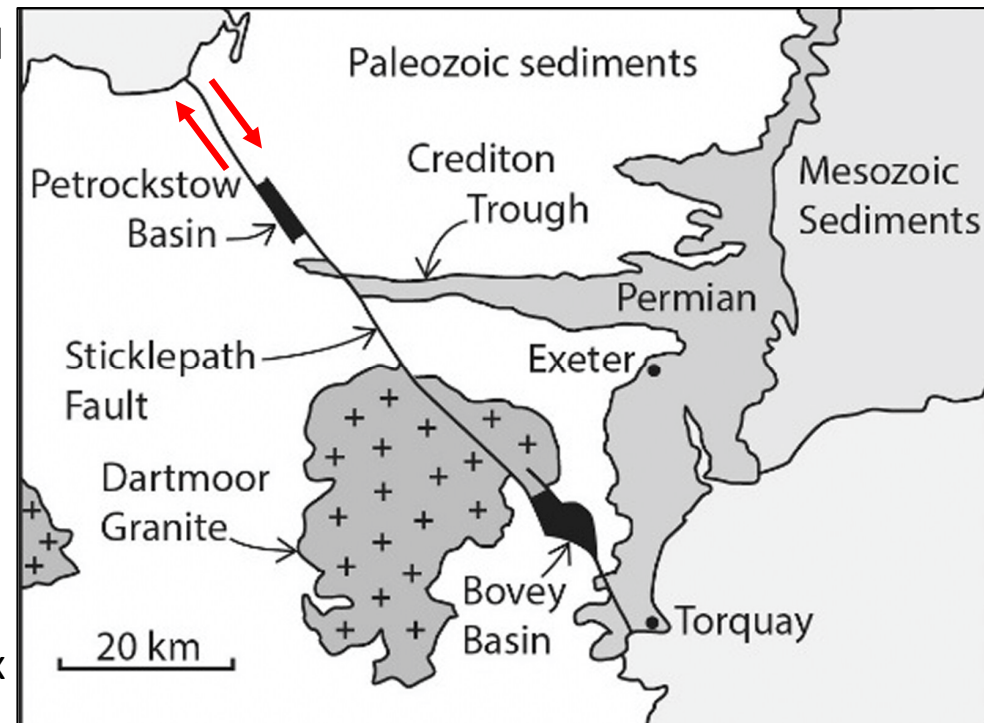 Paleozoic sediments
Crediton
Trough
Mesozoic
Sediments
Petrockstow
Basin
Permian
Sticklepath
Fault
Exeter
Dartmoor
Granite
Bovey
Basin
Torquay
20 km